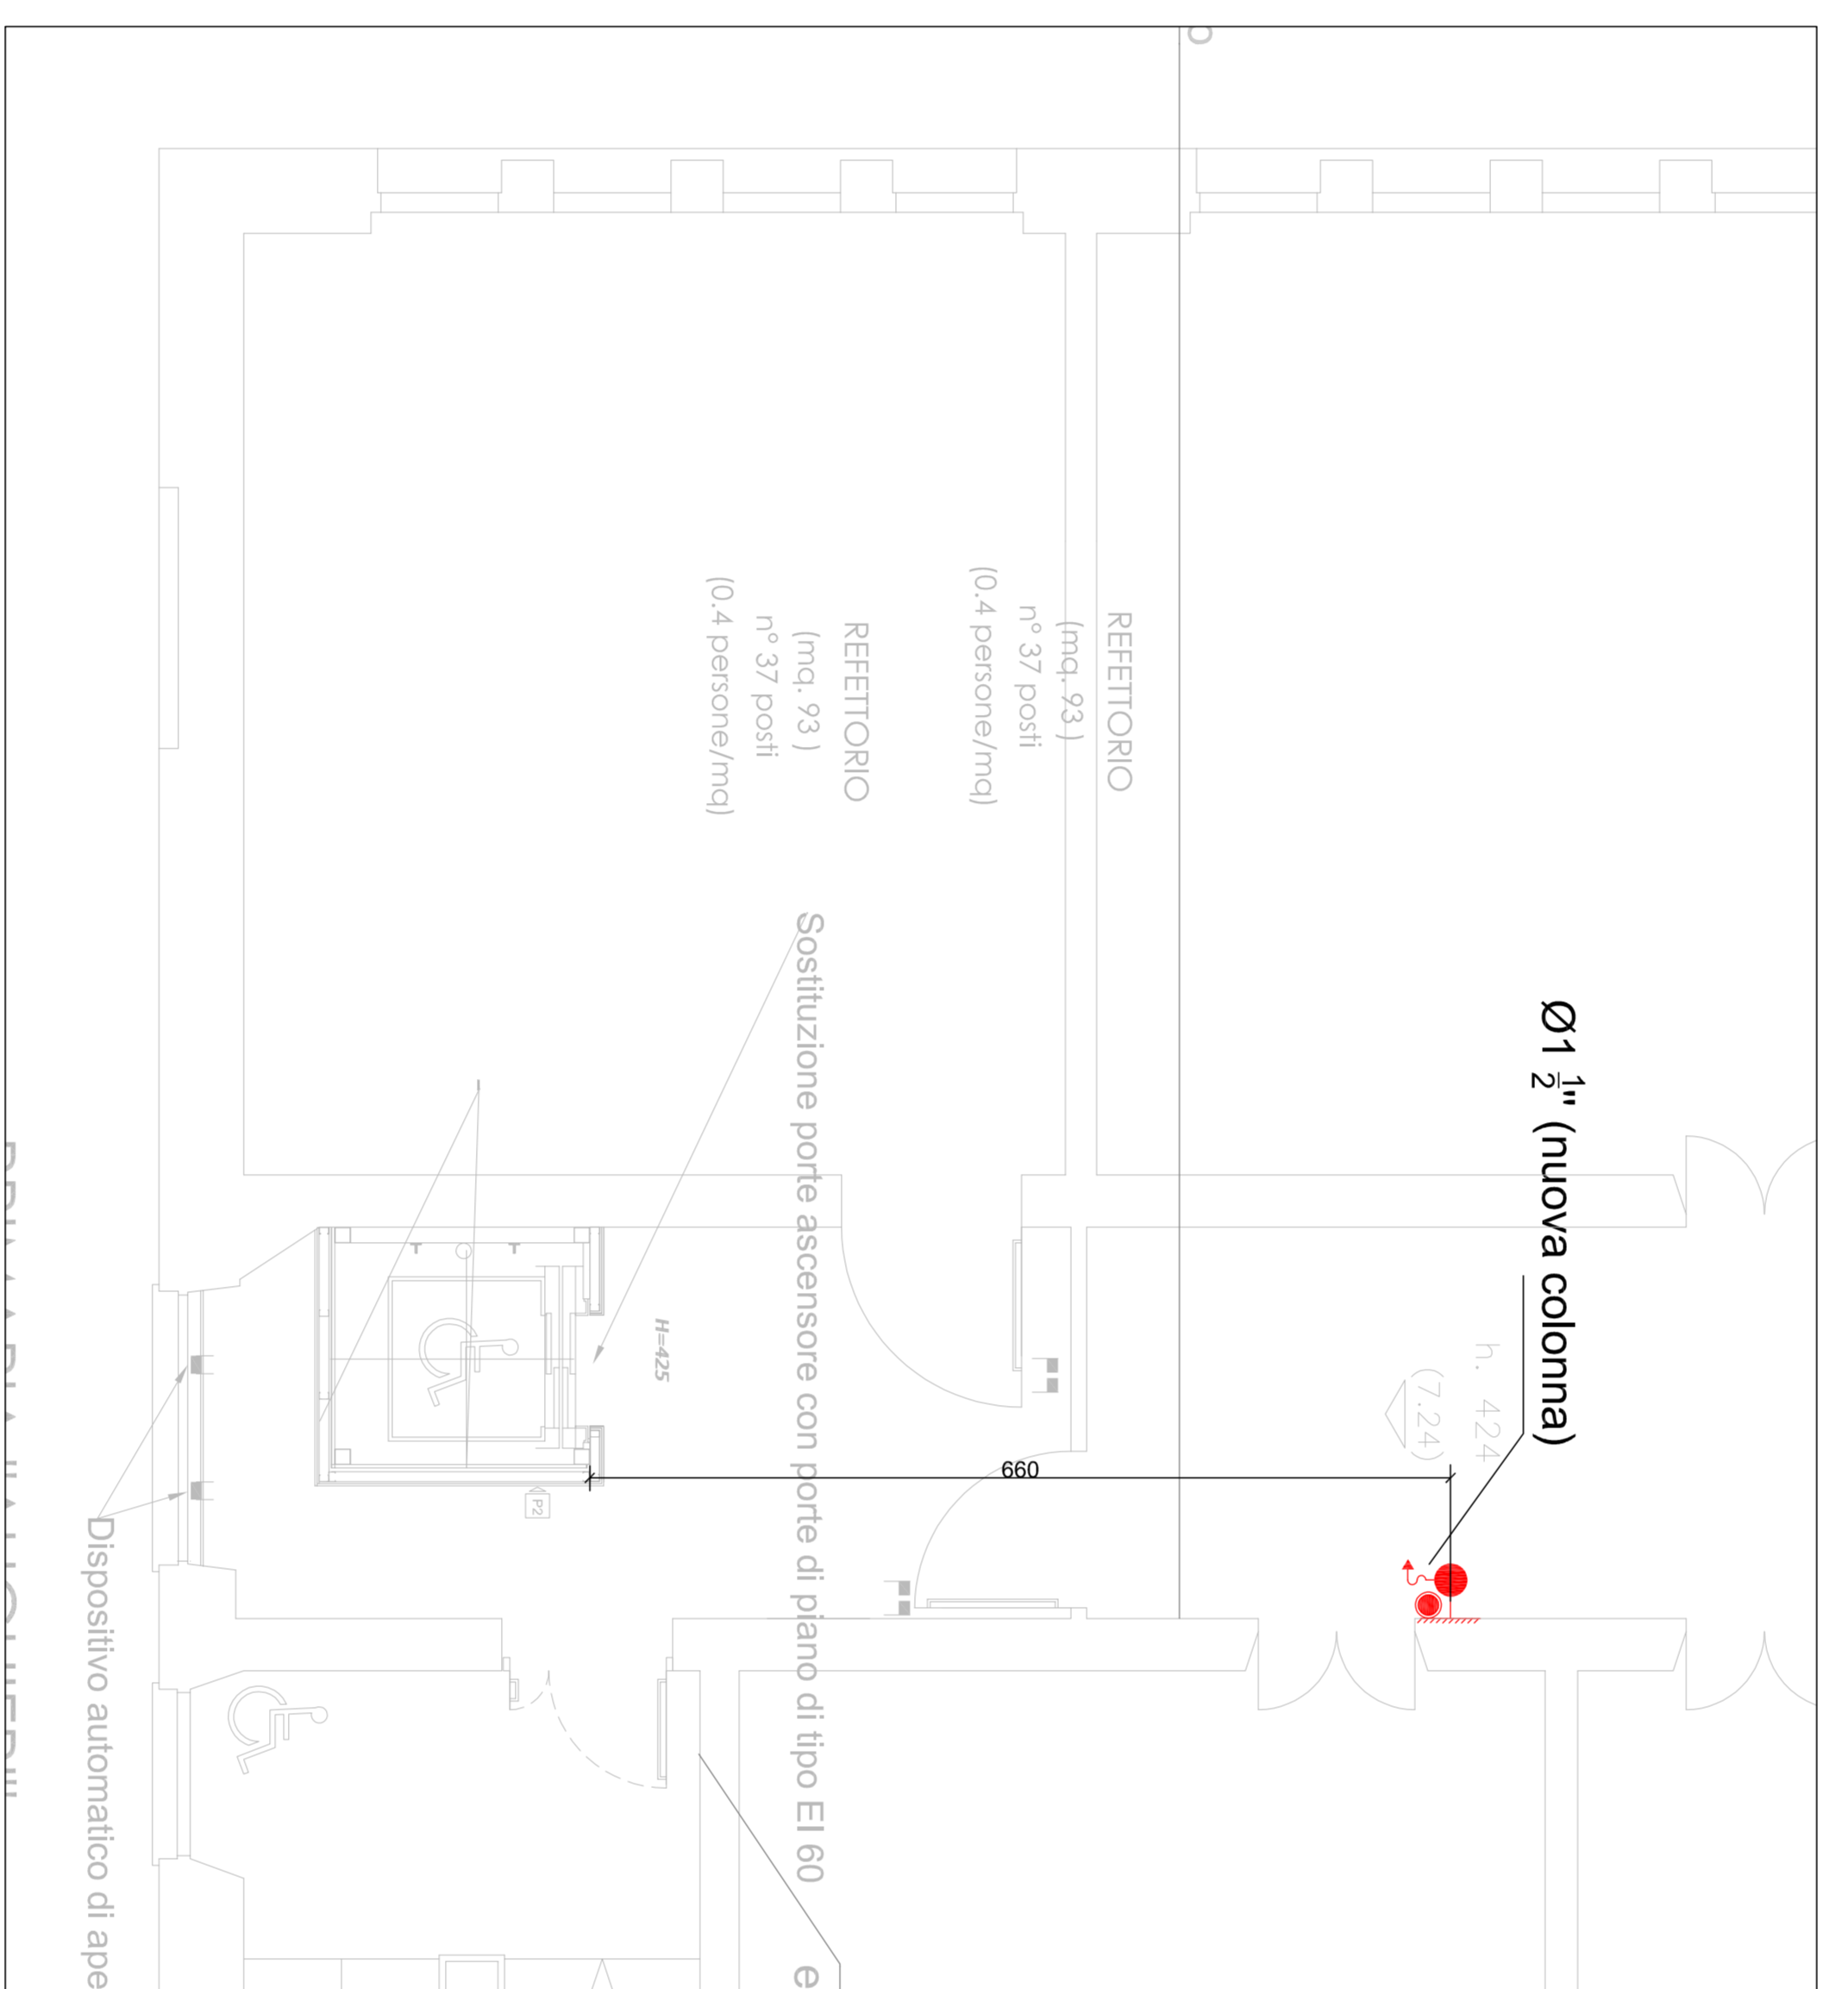 REFETTORIO
(mq. 93 )
n° 37 posti
(0.4 persone/mq)
REFETTORIO
(mq. 93 )
n° 37 posti
(0.4 persone/mq)
Sostituzione porte ascensore con porte di piano di tipo EI 60
Ø1 1/2" (nuova colonna)
n. 424
(7.24)
H=425
660
P2
Dispositivo automatico di ape
e